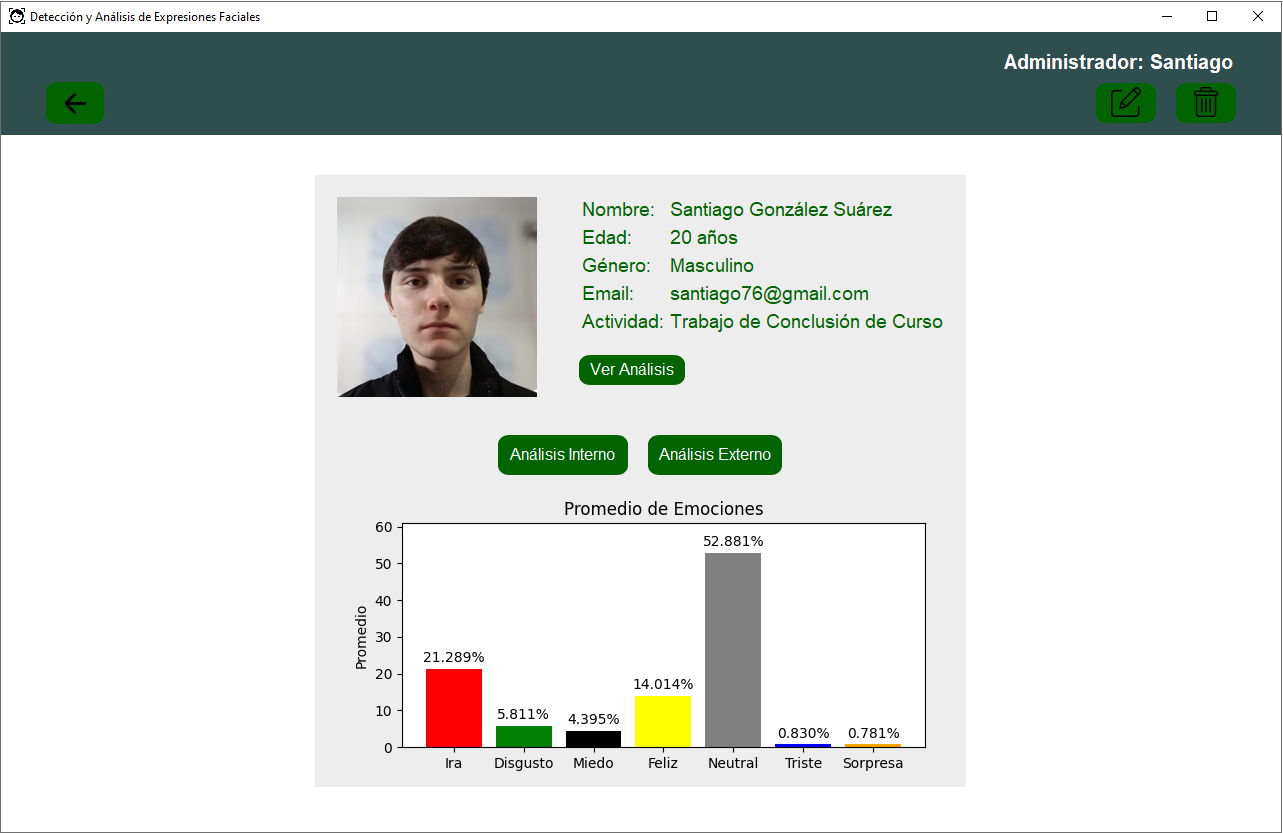 Detección y Análisis de Expresiones Faciales
Administrador: Santiago
Nombre: Santiago González Suárez
Edad: 20 años
Género: Masculino
Email: santiago76@gmail.com
Actividad: Trabajo de Conclusión de Curso
Ver Análisis
Análisis Interno Análisis Externo
Promedio de Emociones
Promedio
60
50
40
30
20
10
0
21.289% 5.811% 4.395% 14.014% 52.881% 0.830% 0.781%
Ira Disgusto Miedo Feliz Neutral Triste Sorpresa